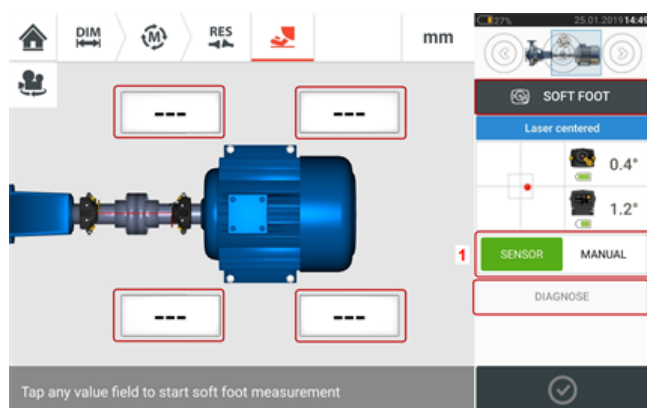 DIM
M
RES
mm
27%
25.01.2019 14:49
SOFT FOOT
Laser centered
0.4°
1.2°
1
SENSOR
MANUAL
DIAGNOSE
---
---
---
---
Tap any value field to start soft foot measurement